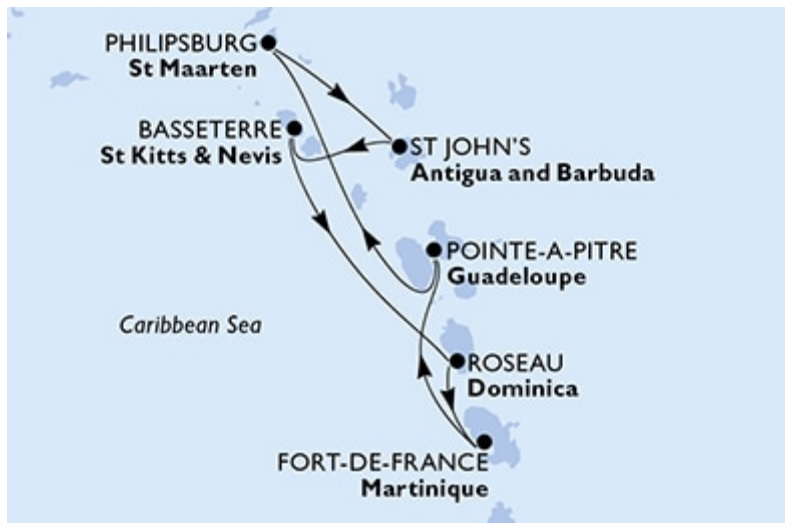 PHILIPSBURG
St Maarten
BASSETERRE
St Kitts & Nevis
ST JOHN'S
Antigua and Barbuda
POINTE-A-PITRE
Guadeloupe
Caribbean Sea
ROSEAU
Dominica
FORT-DE-FRANCE
Martinique